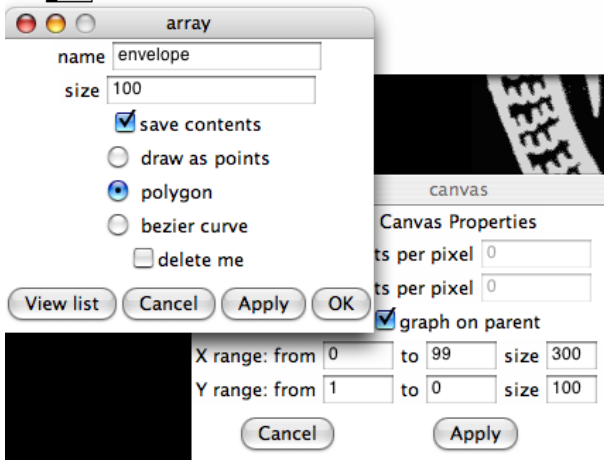 array
name envelope
size 100
save contents
draw as points
polygon
bezier curve
delete me
View list Cancel Apply OK
canvas
Canvas Properties
per pixel 0
per pixel 0
graph on parent
X range: from 0 to 99 size 300
Y range: from 1 to 0 size 100
Cancel Apply